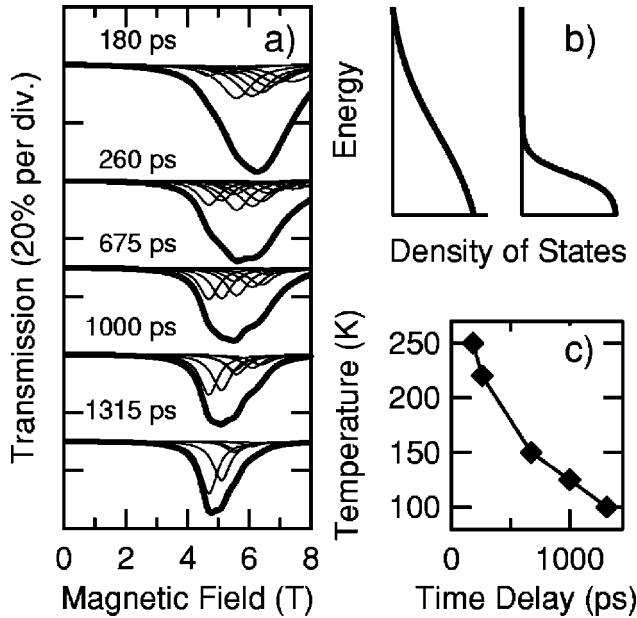 Transmission (20% per div.)
a)
180 ps
260 ps
675 ps
1000 ps
1315 ps
0 2 4 6 8
Magnetic Field (T)
b)
Energy
Density of States
c)
Temperature (K)
250
200
150
100
0 1000
Time Delay (ps)